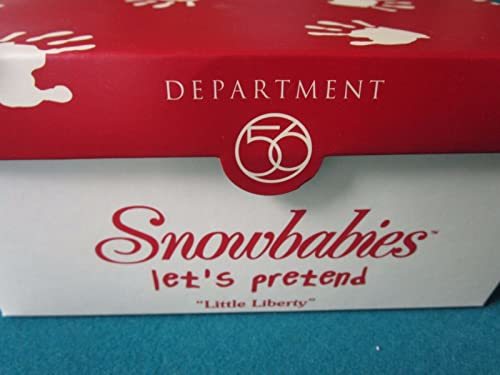 DEPARTMENT
56
Snowbabies™
let's pretend
"Little Liberty"